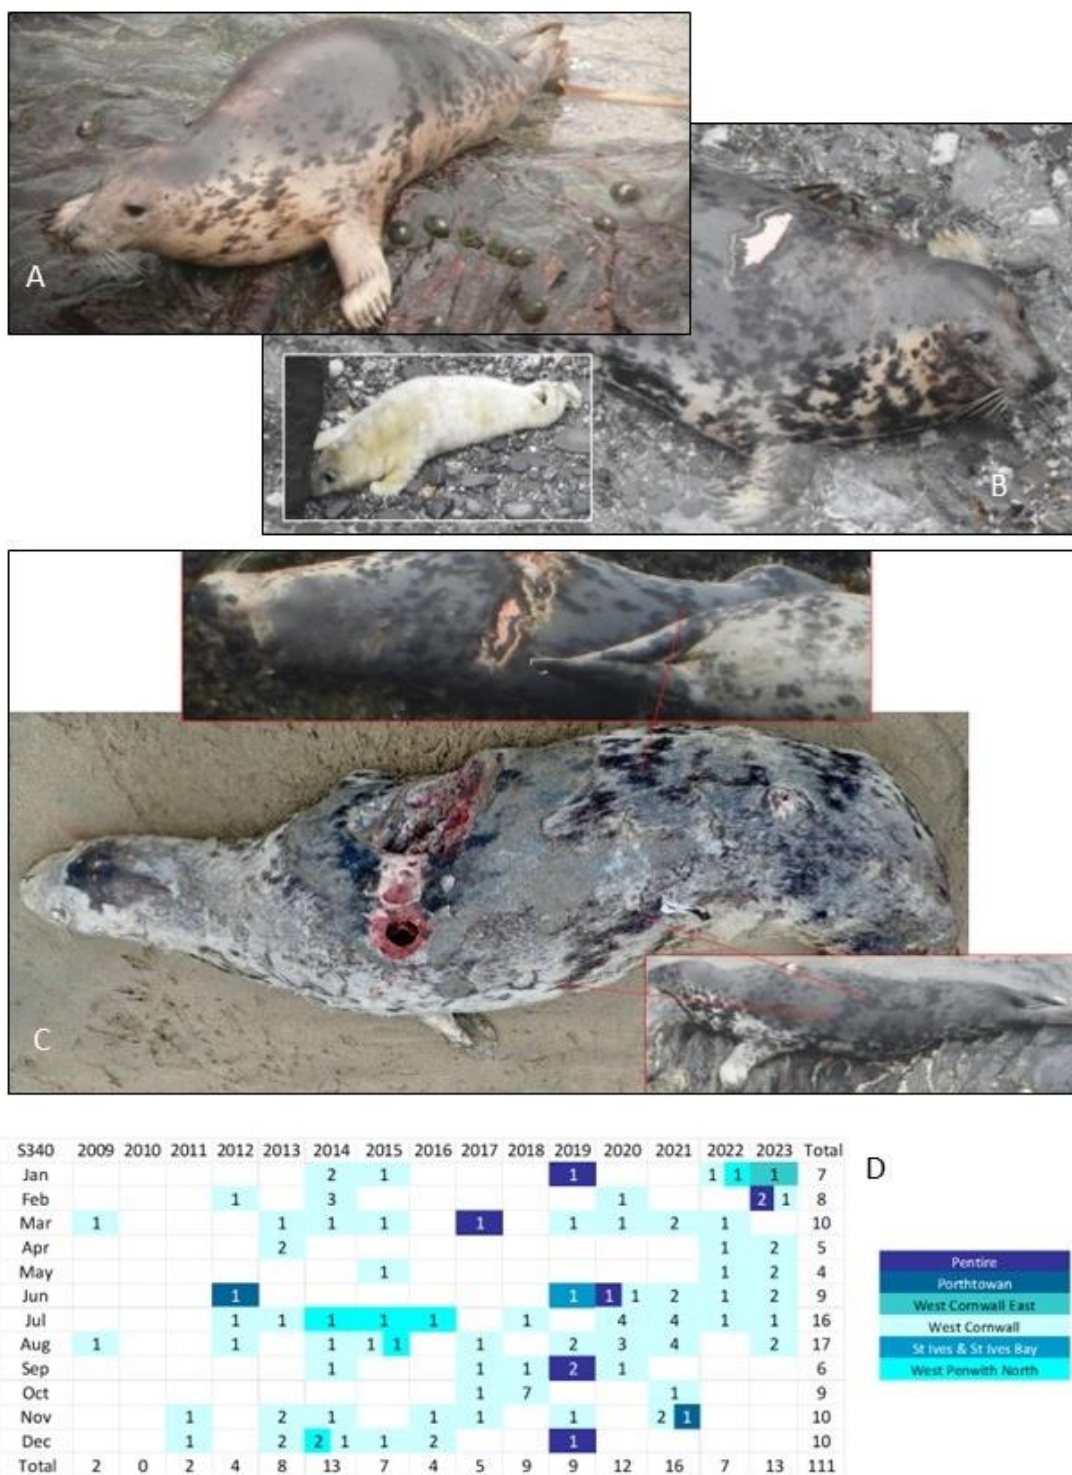 A
B
C
S340 2009 2010 2011 2012 2013 2014 2015 2016 2017 2018 2019 2020 2021 2022 2023 Total
Jan 2 1 1 1 1 1 7
Feb 1 3 1 2 1 8
Mar 1 1 1 1 1 1 1 2 1 10
Apr 2 1 2 5
May 1 1 2 4
Jun 1 1 1 1 2 1 2 9
Jul 1 1 1 1 1 1 4 4 1 1 16
Aug 1 1 1 1 1 1 2 3 4 2 17
Sep 1 1 1 2 1 6
Oct 1 7 1 9
Nov 1 2 1 1 1 1 2 1 10
Dec 1 2 2 1 1 2 1 10
Total 2 0 2 4 8 13 7 4 5 9 9 12 16 7 13 111
D
Pentire
Porthtowan
West Cornwall East
West Cornwall
St Ives & St Ives Bay
West Penwith North